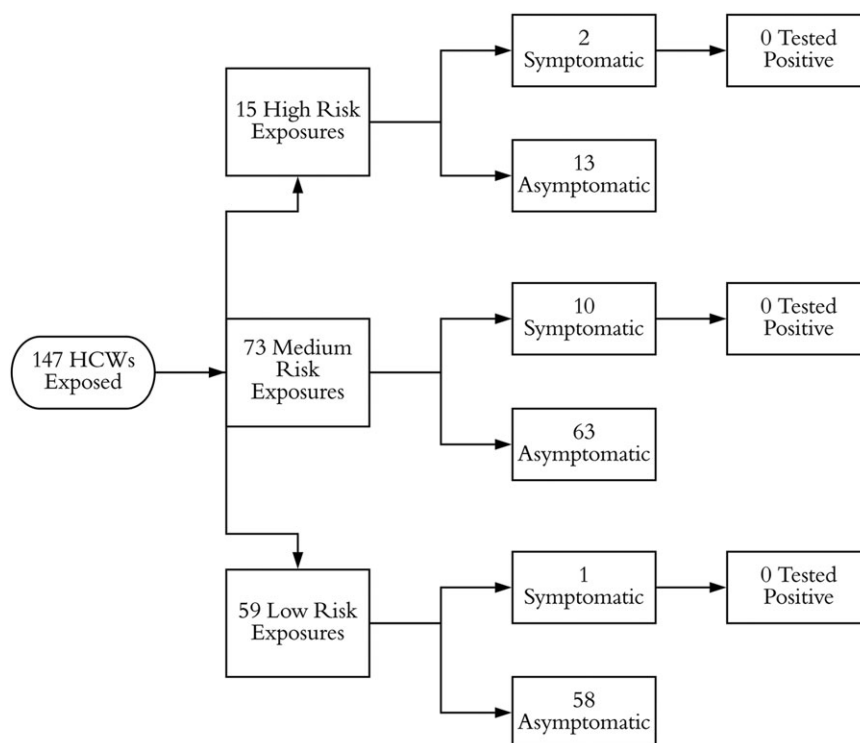 147 HCWs
Exposed
15 High Risk
Exposures
2
Symptomatic
0 Tested
Positive
13
Asymptomatic
73 Medium
Risk
Exposures
10
Symptomatic
0 Tested
Positive
63
Asymptomatic
59 Low Risk
Exposures
1
Symptomatic
0 Tested
Positive
58
Asymptomatic